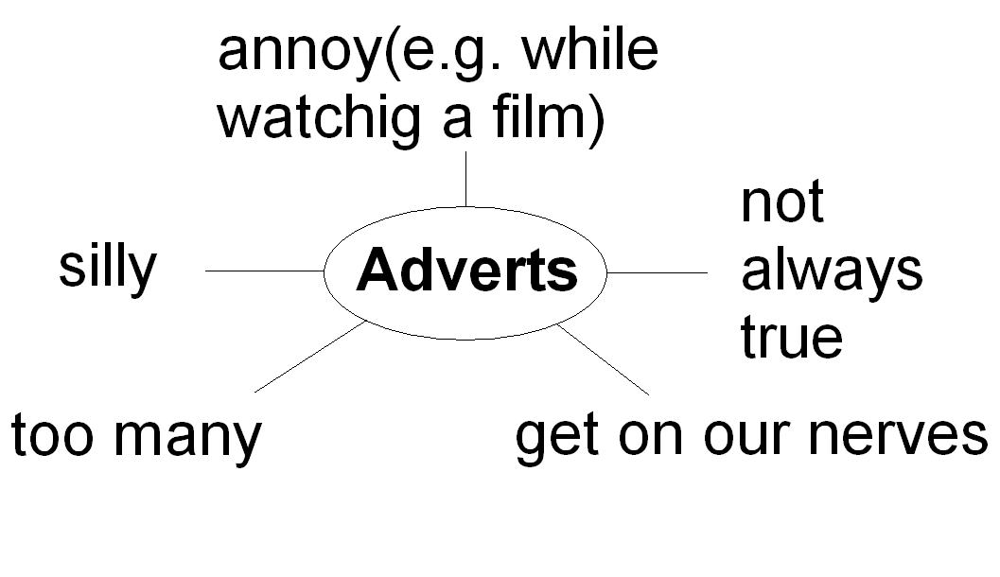 annoy(e.g. while
watchig a film)
not
always
true
silly
Adverts
too many
get on our nerves